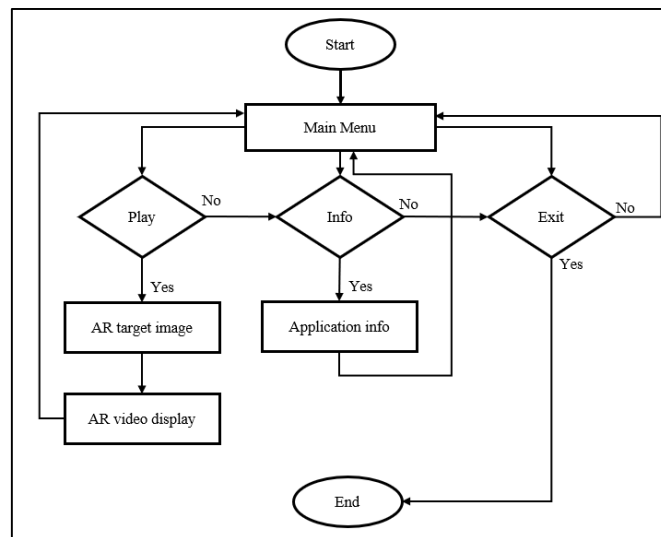 Start
Main Menu
Play
No
Info
No
Exit
No
Yes
Yes
Yes
AR target image
Application info
AR video display
End